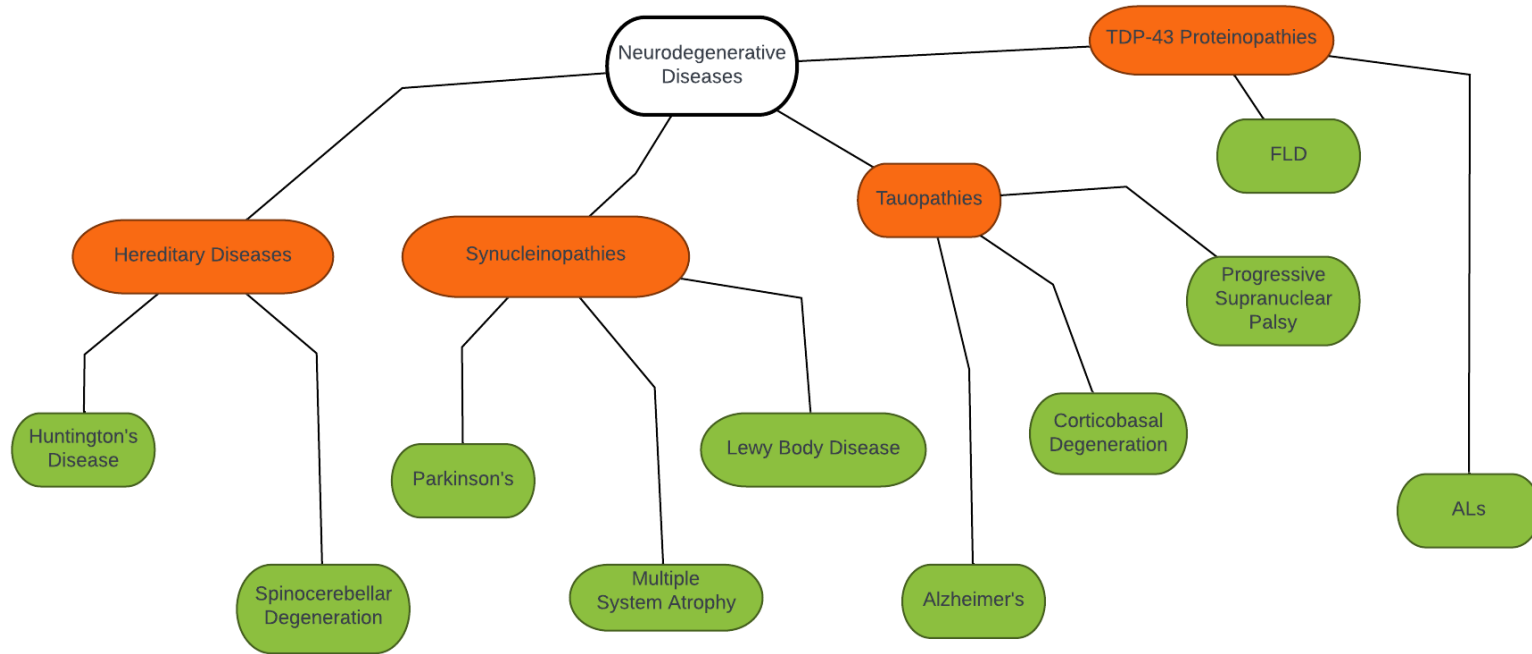 Neurodegenerative
Diseases
TDP-43 Proteinopathies
FLD
Tauopathies
Hereditary Diseases
Synucleinopathies
Progressive
Supranuclear
Palsy
Huntington's
Disease
Parkinson's
Lewy Body Disease
Corticobasal
Degeneration
ALs
Spinocerebellar
Degeneration
Multiple
System Atrophy
Alzheimer's